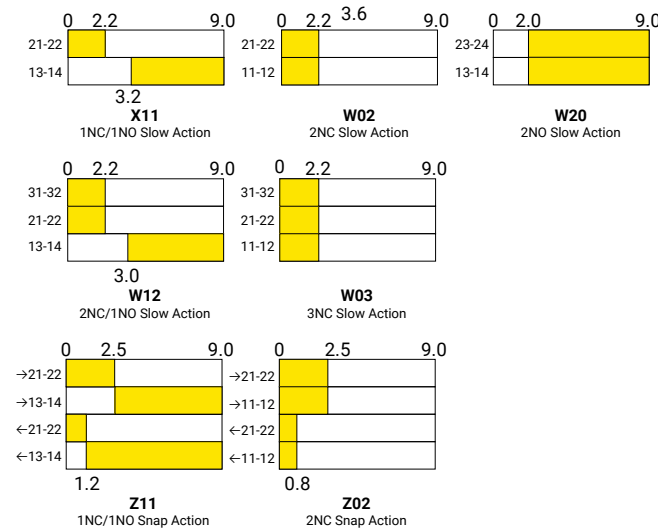 0 2.2 9.0
21-22
13-14
3.2
X11
1NC/1NO Slow Action
0 2.2 3.6 9.0
21-22
11-12
W02
2NC Slow Action
0 2.2 9.0
23-24
13-14
W20
2NO Slow Action
0 2.2 9.0
31-32
21-22
13-14
3.0
W12
2NC/1NO Slow Action
0 2.2 9.0
31-32
21-22
11-12
W03
3NC Slow Action
0 2.5 9.0
→21-22
→13-14
←21-22
←13-14
1.2
Z11
1NC/1NO Snap Action
0 2.5 9.0
→21-22
→11-12
←21-22
←11-12
0.8
Z02
2NC Snap Action